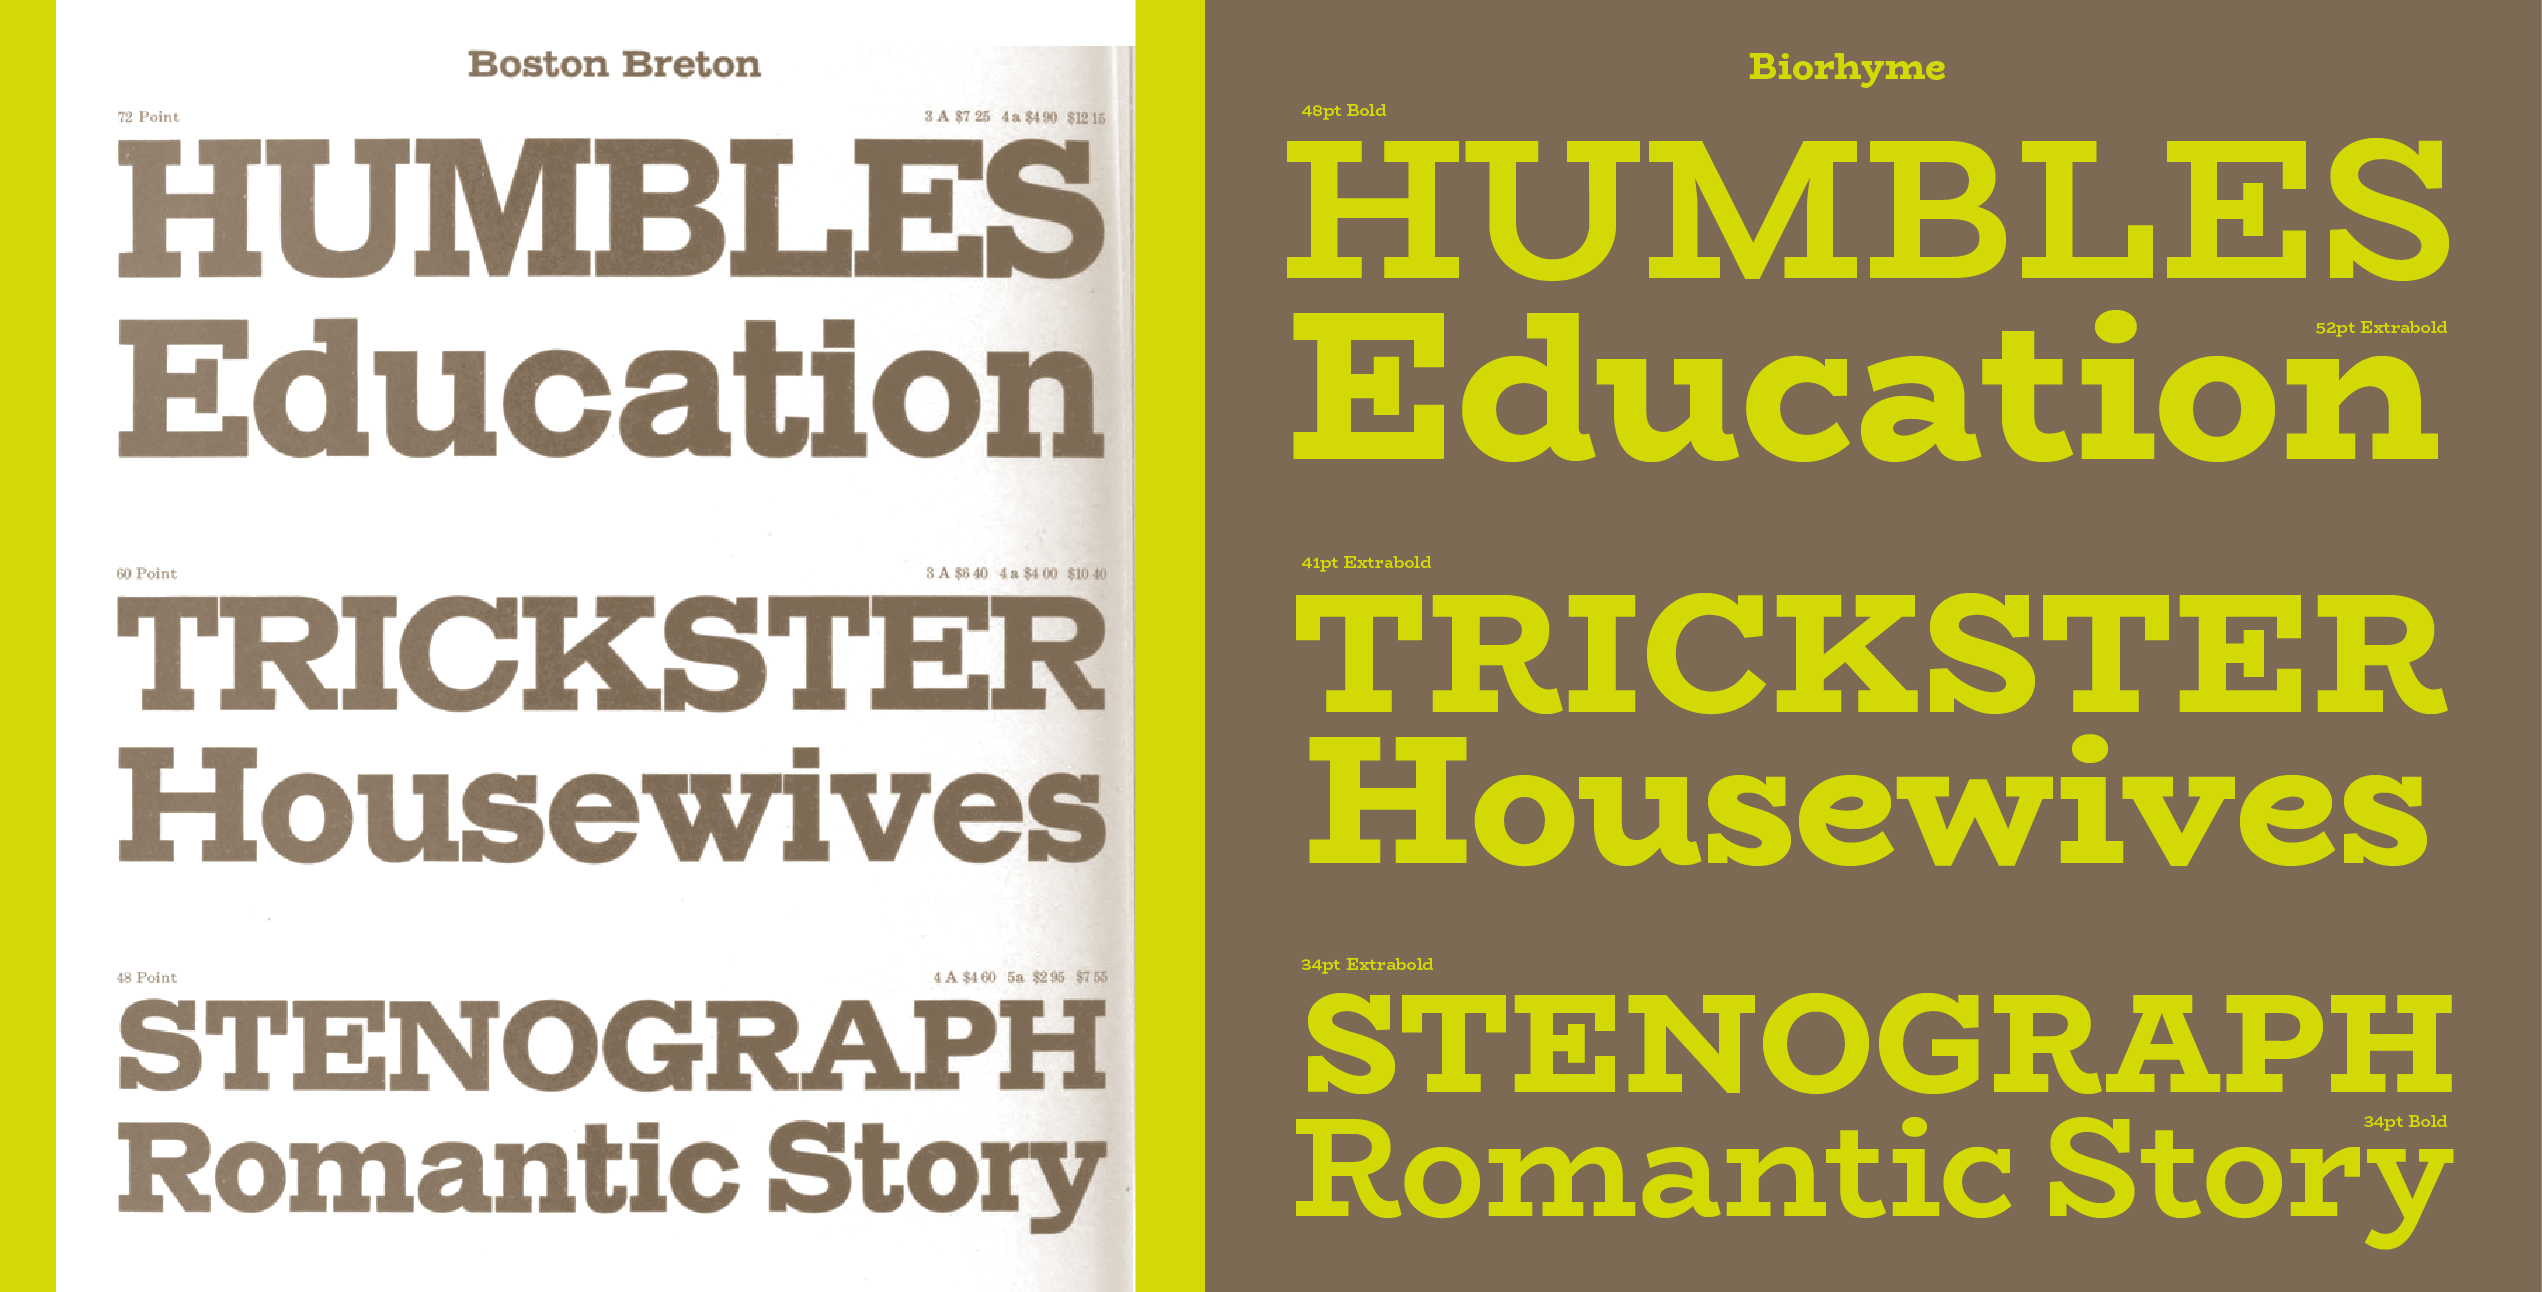 Boston Breton
72 Point 3 A $7 25 4 a $4 90 $12 15
HUMBLES
Education
60 Point 3 A $6 40 4 a $4 00 $10 40
TRICKSTER
Housewives
48 Point 4 A $4 60 5a $2 95 $7 55
STENOGRAPH
Romantic Story
Biorhyme
48pt Bold
HUMBLES
52pt Extrabold
Education
41pt Extrabold
TRICKSTER
Housewives
34pt Extrabold
STENOGRAPH
34pt Bold
Romantic Story